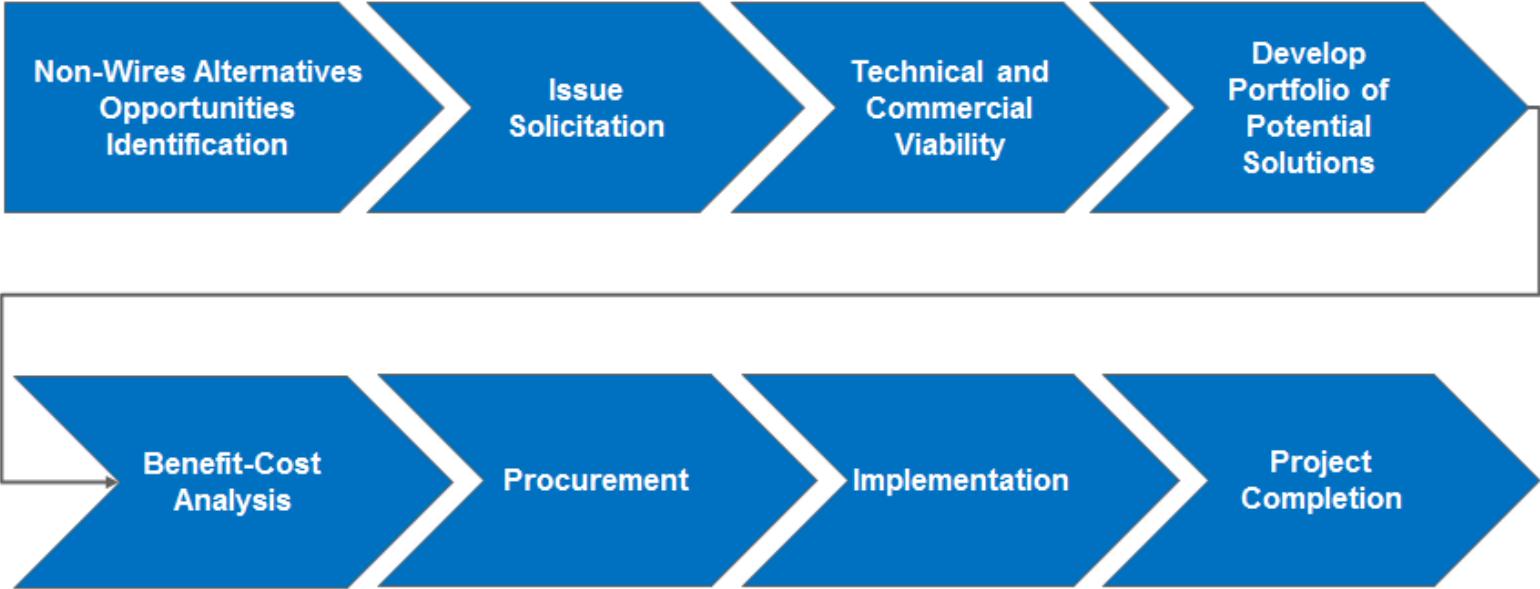 Non-Wires Alternatives
Opportunities
Identification
Issue
Solicitation
Technical and
Commercial
Viability
Develop
Portfolio of
Potential
Solutions
Benefit-Cost
Analysis
Procurement
Implementation
Project
Completion